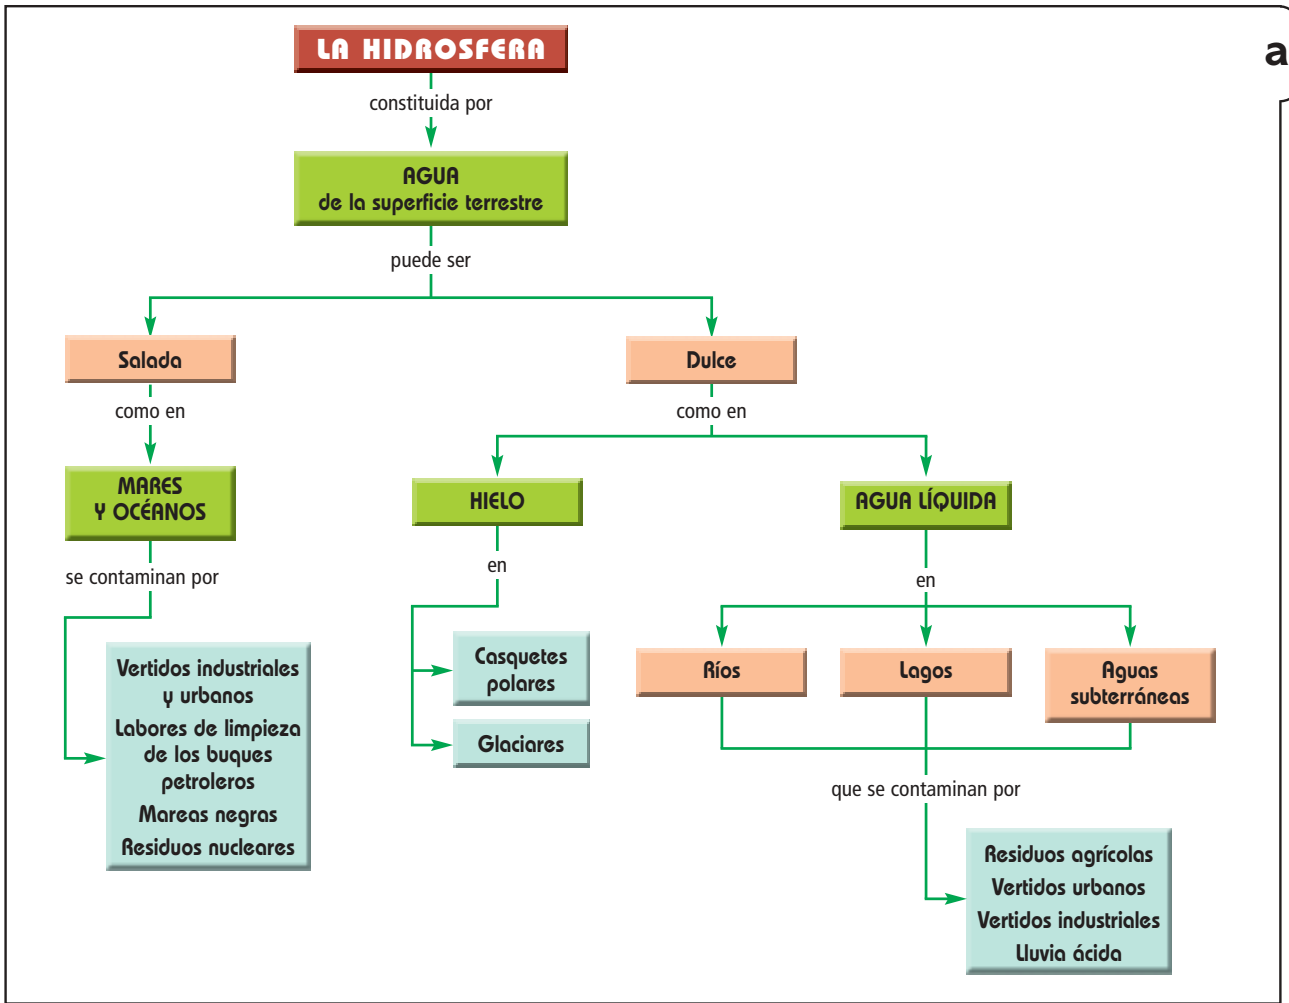 LA HIDROSFERA
a
constituida por
AGUA
de la superficie terrestre
puede ser
Salada
Dulce
como en
como en
MARES
Y OCÉANOS
HIELO
AGUA LÍQUIDA
se contaminan por
en
en
Vertidos industriales
y urbanos
Labores de limpieza
de los buques
petroleros
Mareas negras
Residuos nucleares
Casquetes
polares
Glaciares
Ríos
Lagos
Aguas
subterráneas
que se contaminan por
Residuos agrícolas
Vertidos urbanos
Vertidos industriales
Lluvia ácida